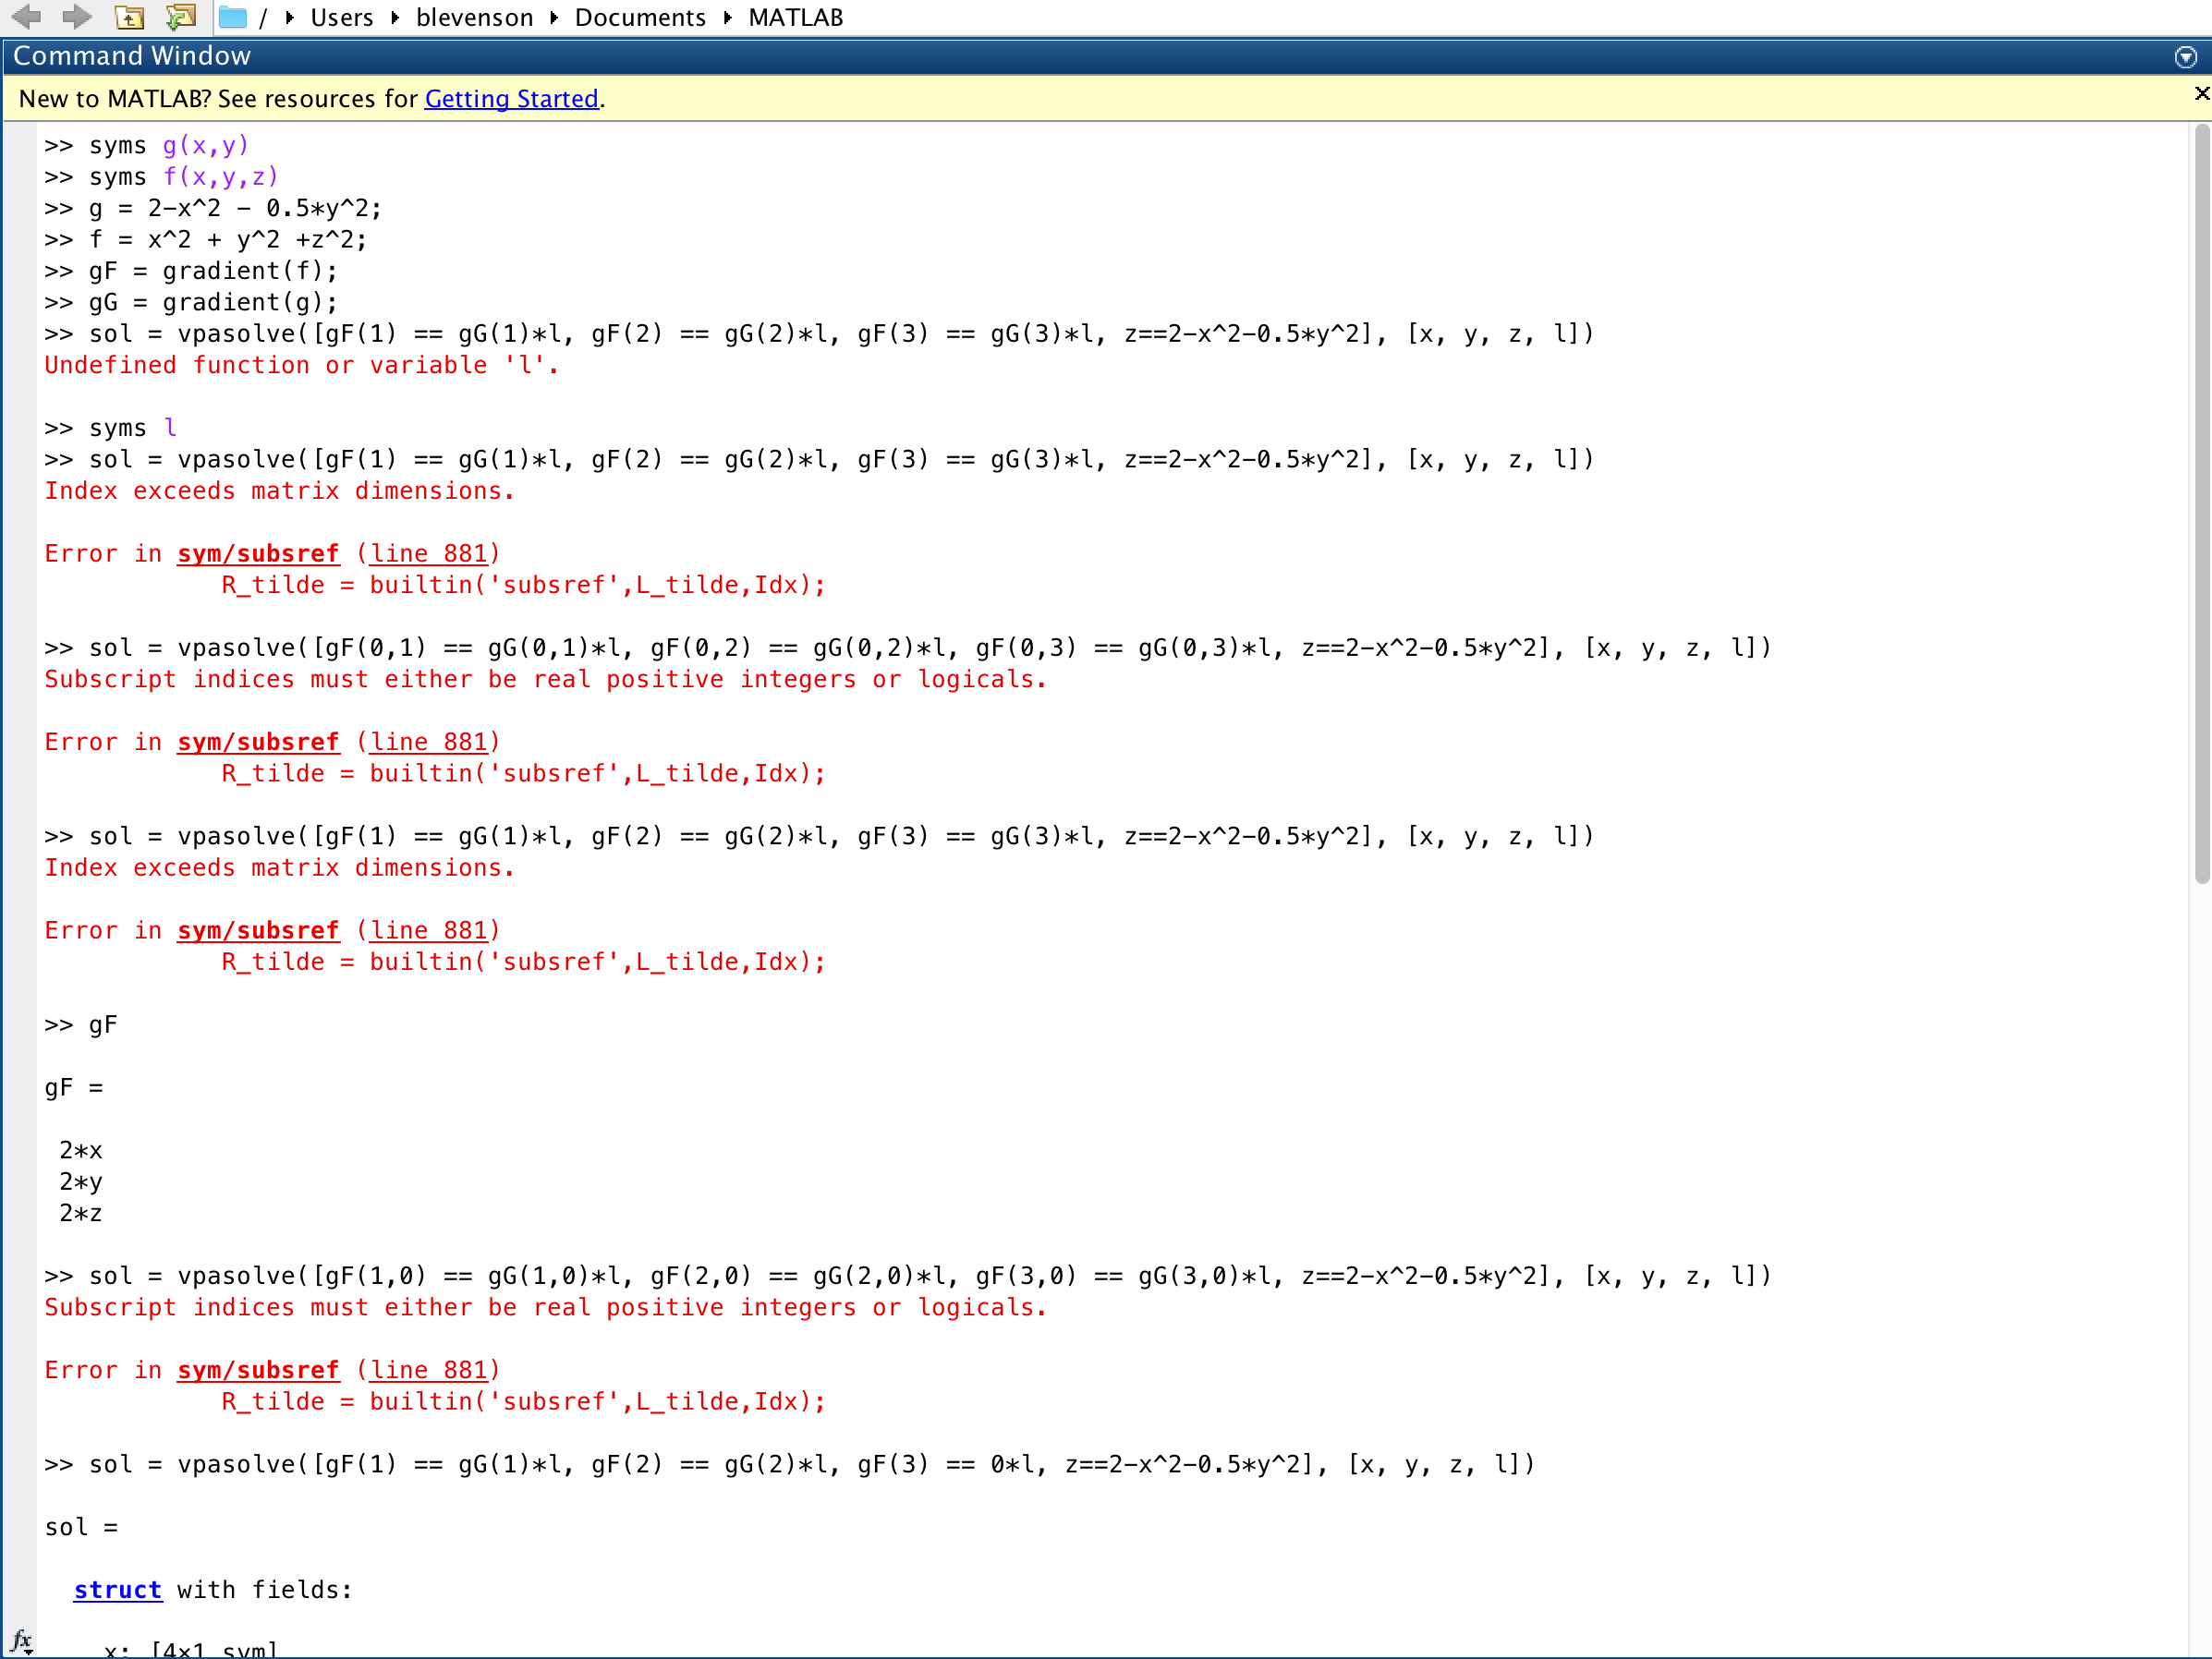 / ▸ Users ▸ blevenson ▸ Documents ▸ MATLAB
Command Window
New to MATLAB? See resources for Getting Started.
>> syms g(x,y)
>> syms f(x,y,z)
>> g = 2-x^2 - 0.5*y^2;
>> f = x^2 + y^2 +z^2;
>> gF = gradient(f);
>> gG = gradient(g);
>> sol = vpasolve([gF(1) == gG(1)*l, gF(2) == gG(2)*l, gF(3) == gG(3)*l, z==2-x^2-0.5*y^2], [x, y, z, l])
Undefined function or variable 'l'.
>> syms l
>> sol = vpasolve([gF(1) == gG(1)*l, gF(2) == gG(2)*l, gF(3) == gG(3)*l, z==2-x^2-0.5*y^2], [x, y, z, l])
Index exceeds matrix dimensions.
Error in sym/subsref (line 881)
R_tilde = builtin('subsref',L_tilde,Idx);
>> sol = vpasolve([gF(0,1) == gG(0,1)*l, gF(0,2) == gG(0,2)*l, gF(0,3) == gG(0,3)*l, z==2-x^2-0.5*y^2], [x, y, z, l])
Subscript indices must either be real positive integers or logicals.
Error in sym/subsref (line 881)
R_tilde = builtin('subsref',L_tilde,Idx);
>> sol = vpasolve([gF(1) == gG(1)*l, gF(2) == gG(2)*l, gF(3) == gG(3)*l, z==2-x^2-0.5*y^2], [x, y, z, l])
Index exceeds matrix dimensions.
Error in sym/subsref (line 881)
R_tilde = builtin('subsref',L_tilde,Idx);
>> gF
gF =
2*x
2*y
2*z
>> sol = vpasolve([gF(1,0) == gG(1,0)*l, gF(2,0) == gG(2,0)*l, gF(3,0) == gG(3,0)*l, z==2-x^2-0.5*y^2], [x, y, z, l])
Subscript indices must either be real positive integers or logicals.
Error in sym/subsref (line 881)
R_tilde = builtin('subsref',L_tilde,Idx);
>> sol = vpasolve([gF(1) == gG(1)*l, gF(2) == gG(2)*l, gF(3) == 0*l, z==2-x^2-0.5*y^2], [x, y, z, l])
sol =
struct with fields:
fx
x: [4×1 sym]